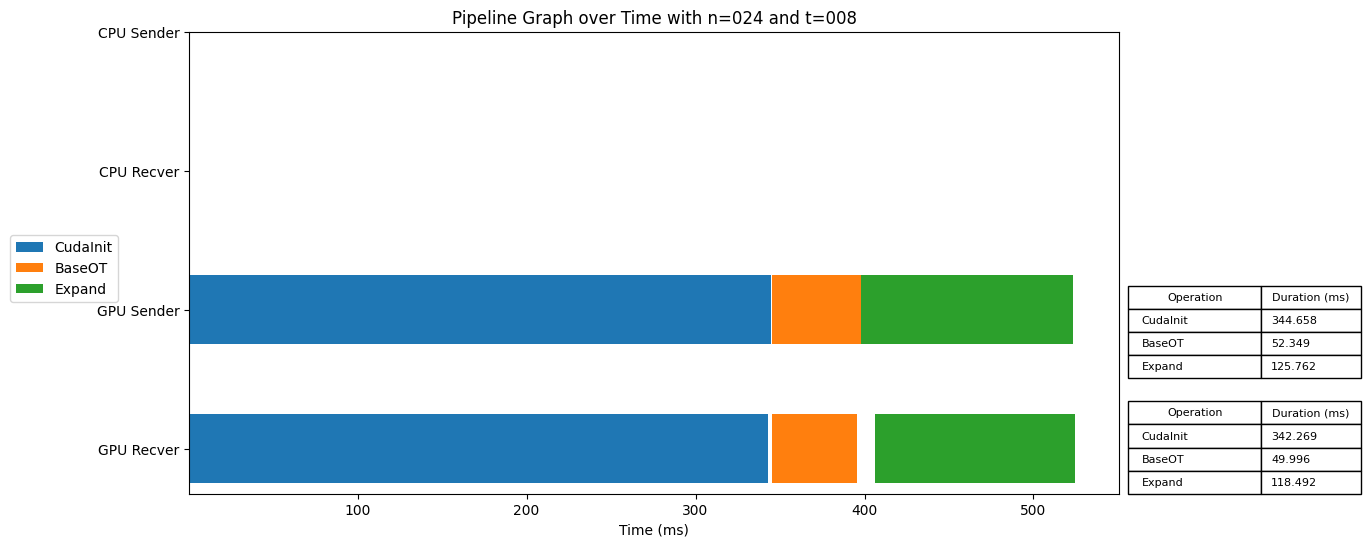 Pipeline Graph over Time with n=024 and t=008
CPU Sender
CPU Recver
CudaInit
BaseOT
Expand
GPU Sender
GPU Recver
Operation Duration (ms)
CudaInit 344.658
BaseOT 52.349
Expand 125.762
Operation Duration (ms)
CudaInit 342.269
BaseOT 49.996
Expand 118.492
100 200 300 400 500
Time (ms)